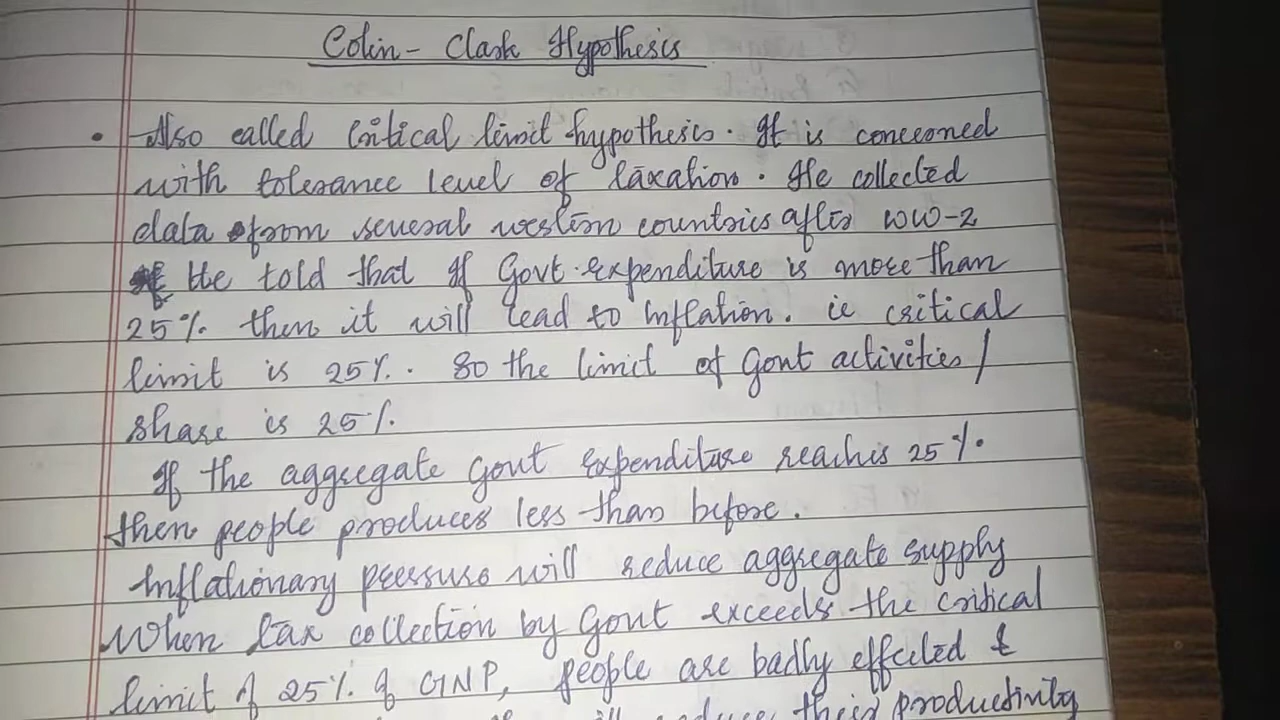 Colin- Clark Hypothesis
• Also called Critical limit hypothesis. It is concerned
with tolerance level of taxation. He collected
data from several western countries after WW-2
He told that If Govt. expenditure is more than
25% then it will lead to Inflation. ie critical
limit is 25%. So the limit of Govt activities/
share is 25%.
If the aggregate Govt expenditure reachis 25%.
then people produces less than before.
Inflationary pressure will reduce aggregate supply
When tax collection by Govt exceeds the critical
limit of 25% of GNP, people are badly effected &
reduce their productivity